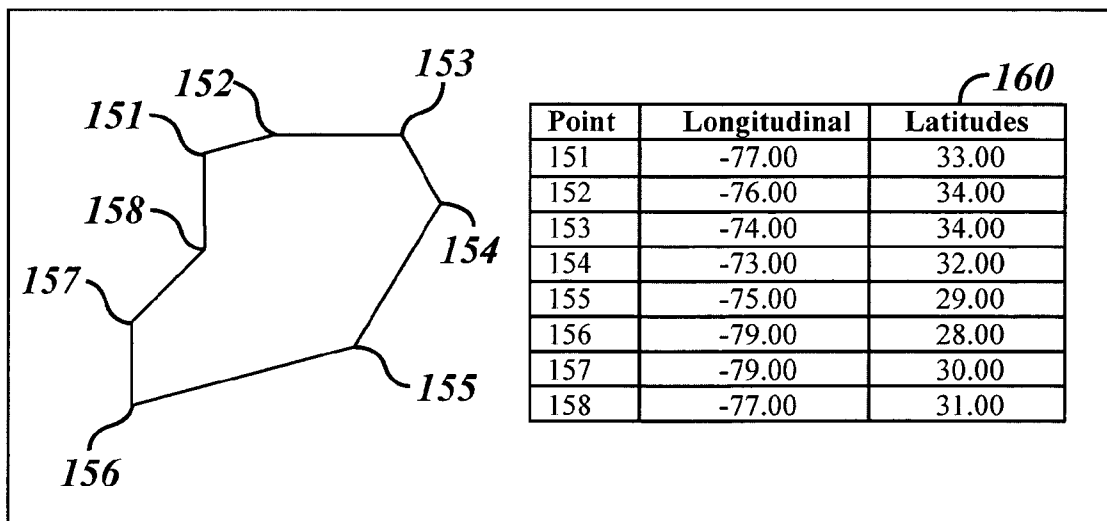 153
152
151
158
154
157
155
156
160
Point Longitudinal Latitudes
151 -77.00 33.00
152 -76.00 34.00
153 -74.00 34.00
154 -73.00 32.00
155 -75.00 29.00
156 -79.00 28.00
157 -79.00 30.00
158 -77.00 31.00